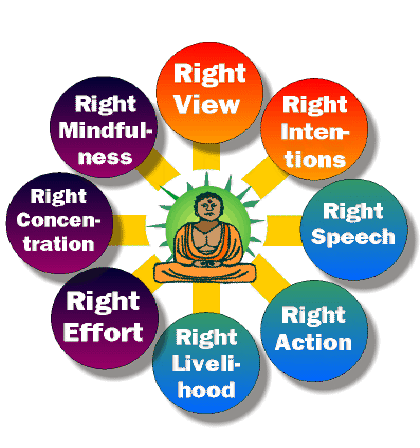 Right
View
Right
Inten-
tions
Right
Speech
Right
Action
Right
Liveli-
hood
Right
Effort
Right
Concen-
tration
Right
Mindful-
ness